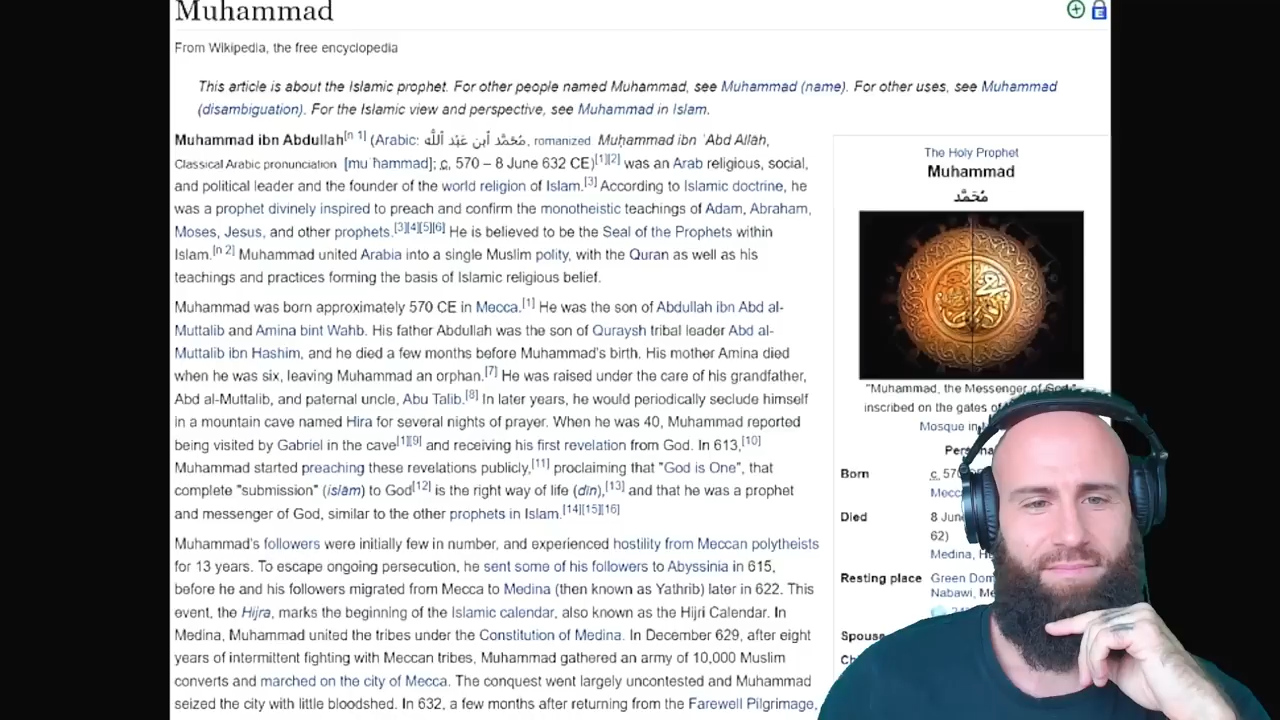 Muhammad
From Wikipedia, the free encyclopedia
This article is about the Islamic prophet. For other people named Muhammad, see Muhammad (name). For other uses, see Muhammad
(disambiguation). For the Islamic view and perspective, see Muhammad in Islam.
Muhammad ibn Abdullah[n 1] (Arabic: مُحَمَّد ٱبن عَبْد ٱللَّٰه, romanized Muḥammad ibn ʿAbd Allāh,
Classical Arabic pronunciation [muˈħammad]; c. 570 – 8 June 632 CE)[1][2] was an Arab religious, social,
and political leader and the founder of the world religion of Islam.[3] According to Islamic doctrine, he
was a prophet divinely inspired to preach and confirm the monotheistic teachings of Adam, Abraham,
Moses, Jesus, and other prophets.[3][4][5][6] He is believed to be the Seal of the Prophets within
Islam.[n 2] Muhammad united Arabia into a single Muslim polity, with the Quran as well as his
teachings and practices forming the basis of Islamic religious belief.
Muhammad was born approximately 570 CE in Mecca.[1] He was the son of Abdullah ibn Abd al-
Muttalib and Amina bint Wahb. His father Abdullah was the son of Quraysh tribal leader Abd al-
Muttalib ibn Hashim, and he died a few months before Muhammad's birth. His mother Amina died
when he was six, leaving Muhammad an orphan.[7] He was raised under the care of his grandfather,
Abd al-Muttalib, and paternal uncle, Abu Talib.[8] In later years, he would periodically seclude himself
in a mountain cave named Hira for several nights of prayer. When he was 40, Muhammad reported
being visited by Gabriel in the cave[1][9] and receiving his first revelation from God. In 613,[10]
Muhammad started preaching these revelations publicly,[11] proclaiming that "God is One", that
complete "submission" (islām) to God[12] is the right way of life (dīn),[13] and that he was a prophet
and messenger of God, similar to the other prophets in Islam.[14][15][16]
Muhammad's followers were initially few in number, and experienced hostility from Meccan polytheists
for 13 years. To escape ongoing persecution, he sent some of his followers to Abyssinia in 615,
before he and his followers migrated from Mecca to Medina (then known as Yathrib) later in 622. This
event, the Hijra, marks the beginning of the Islamic calendar, also known as the Hijri Calendar. In
Medina, Muhammad united the tribes under the Constitution of Medina. In December 629, after eight
years of intermittent fighting with Meccan tribes, Muhammad gathered an army of 10,000 Muslim
converts and marched on the city of Mecca. The conquest went largely uncontested and Muhammad
seized the city with little bloodshed. In 632, a few months after returning from the Farewell Pilgrimage,
The Holy Prophet
Muhammad
مُحَمَّد
"Muhammad, the Messenger of God"
inscribed on the gates of
Mosque in
Born
c. 570
Mecc
Died
8 June
62)
Medina, H
Resting place
Green Dom
Nabawi, Me
Spouse